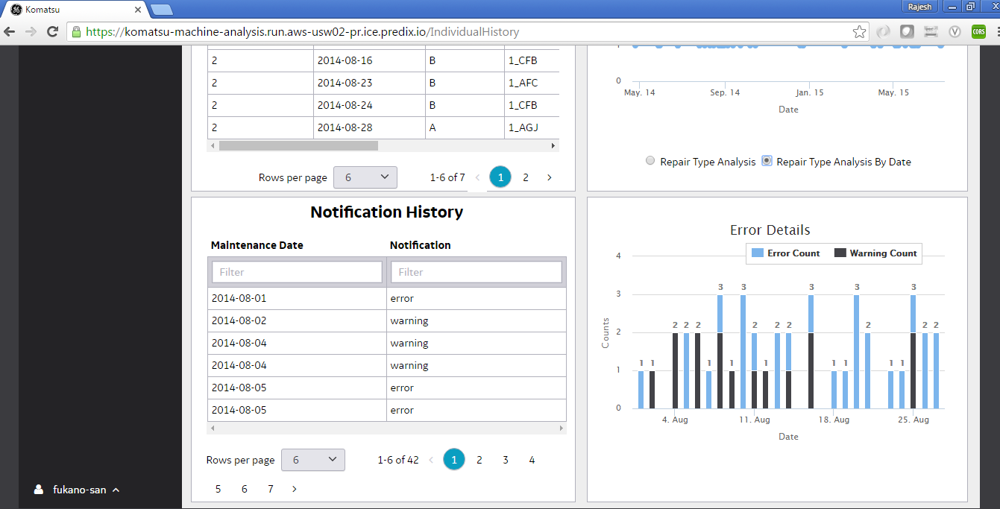 Komatsu
Rajesh
https://komatsu-machine-analysis.run.aws-usw02-pr.ice.predix.io/IndividualHistory
CORS
2 2014-08-16 B 1_CFB
2 2014-08-23 B 1_AFC
2 2014-08-24 B 1_CFB
2 2014-08-28 A 1_AGJ
Rows per page 6 1-6 of 7 1 2
0
May. 14 Sep. 14 Jan. 15 May. 15
Date
Repair Type Analysis Repair Type Analysis By Date
Notification History
Maintenance Date Notification
Filter Filter
2014-08-01 error
2014-08-02 warning
2014-08-04 warning
2014-08-04 warning
2014-08-05 error
2014-08-05 error
Rows per page 6 1-6 of 42 1 2 3 4
5 6 7
Error Details
Error Count Warning Count
Counts
4
3
2
1
0
1 1 2 2 2 1 3 1 3 2 1 2 2 3 1 1 3 2 1 1 3 2 2
4. Aug 11. Aug 18. Aug 25. Aug
Date
fukano-san